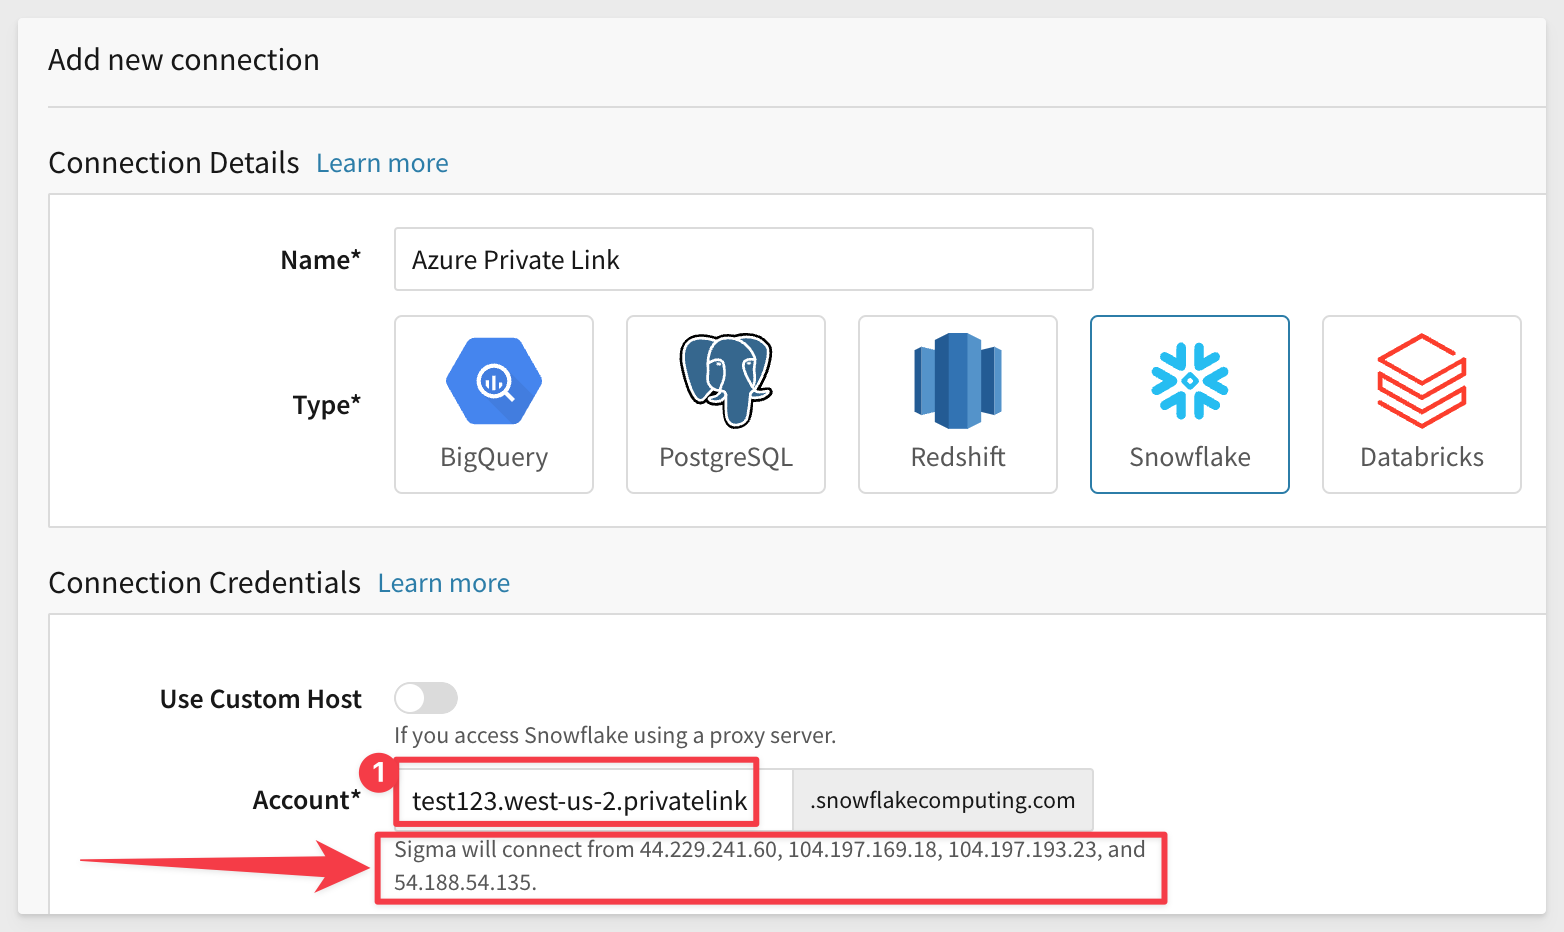 Add new connection
Connection Details Learn more
Name* Azure Private Link
Type*
BigQuery PostgreSQL Redshift Snowflake Databricks
Connection Credentials Learn more
Use Custom Host
If you access Snowflake using a proxy server.
1
Account* test123.west-us-2.privatelink .snowflakecomputing.com
Sigma will connect from 44.229.241.60, 104.197.169.18, 104.197.193.23, and
54.188.54.135.